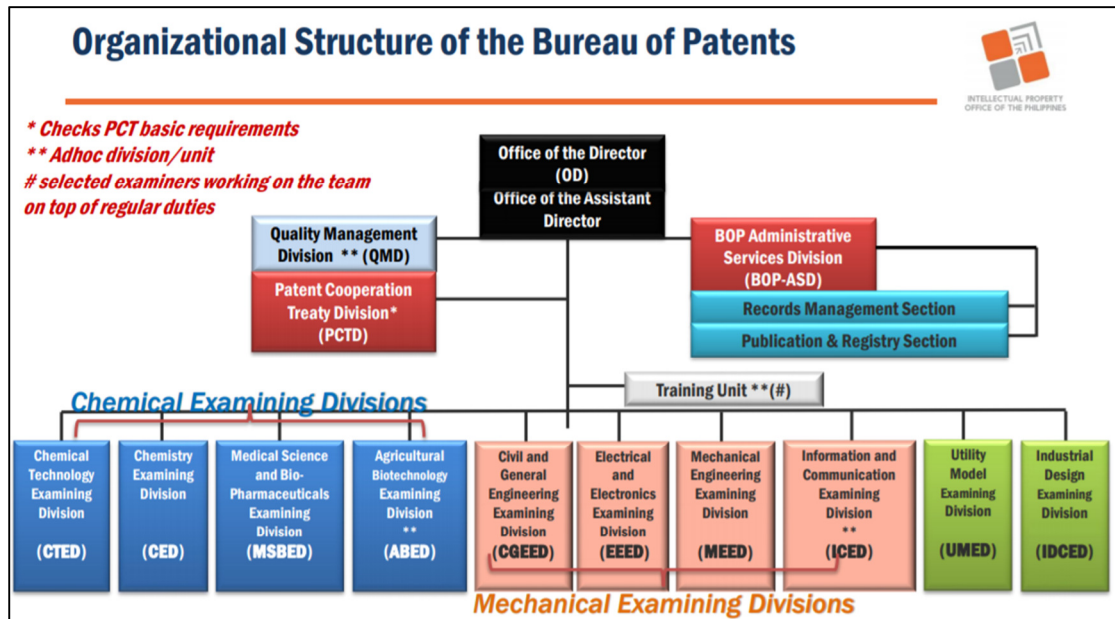 Organizational Structure of the Bureau of Patents
INTELLECTUAL PROPERTY
OFFICE OF THE PHILIPPINES
* Checks PCT basic requirements
** Adhoc division/unit
# selected examiners working on the team
on top of regular duties
Office of the Director
(OD)
Office of the Assistant
Director
Quality Management
Division ** (QMD)
Patent Cooperation
Treaty Division*
(PCTD)
BOP Administrative
Services Division
(BOP-ASD)
Records Management Section
Publication & Registry Section
Training Unit **(#)
Chemical Examining Divisions
Chemical
Technology
Examining
Division
(CTED)
Chemistry
Examining
Division
(CED)
Medical Science
and Bio-
Pharmaceuticals
Examining
Division
(MSBED)
Agricultural
Biotechnology
Examining
Division
**
(ABED)
Civil and
General
Engineering
Examining
Division
(CGEED)
Electrical
and
Electronics
Examining
Division
(EEED)
Mechanical
Engineering
Examining
Division
(MEED)
Information and
Communication
Examining
Division
**
(ICED)
Utility
Model
Examining
Division
(UMED)
Industrial
Design
Examining
Division
(IDCED)
Mechanical Examining Divisions